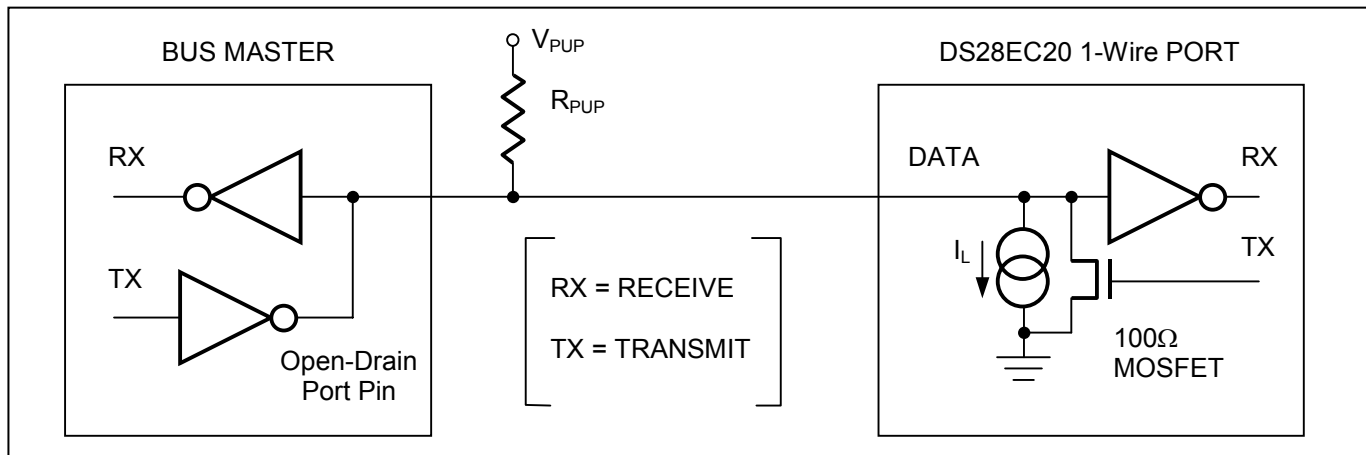 BUS MASTER
V_PUP
DS28EC20 1-Wire PORT
R_PUP
RX
DATA
RX
TX
I_L
TX
RX = RECEIVE
TX = TRANSMIT
Open-Drain
Port Pin
100Ω
MOSFET